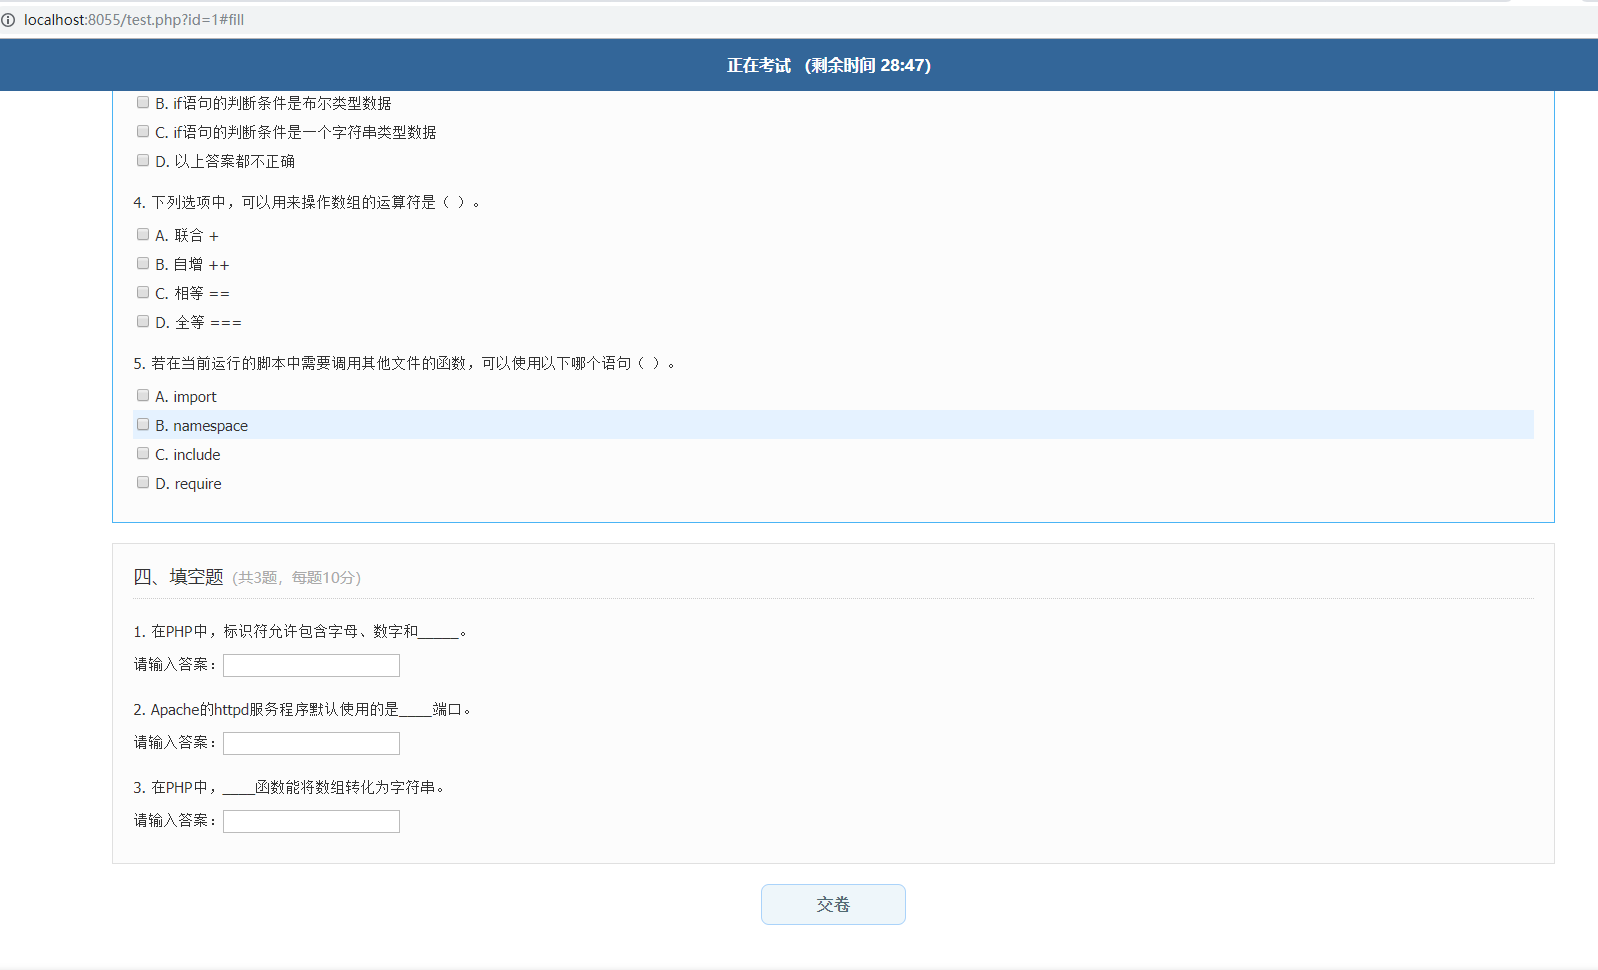 localhost:8055/test.php?id=1#fill
正在考试 (剩余时间 28:47)
B. if语句的判断条件是布尔类型数据
C. if语句的判断条件是一个字符串类型数据
D. 以上答案都不正确
4. 下列选项中，可以用来操作数组的运算符是（ ）。
A. 联合 +
B. 自增 ++
C. 相等 ==
D. 全等 ===
5. 若在当前运行的脚本中需要调用其他文件的函数，可以使用以下哪个语句（ ）。
A. import
B. namespace
C. include
D. require
四、填空题 (共3题，每题10分)
1. 在PHP中，标识符允许包含字母、数字和_____。
请输入答案：
2. Apache的httpd服务程序默认使用的是____端口。
请输入答案：
3. 在PHP中，____函数能将数组转化为字符串。
请输入答案：
交卷